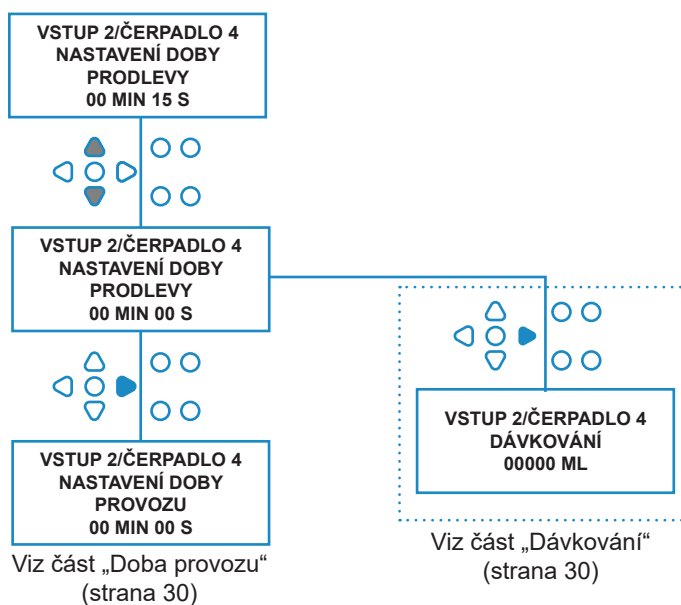 VSTUP 2/ČERPADLO 4
NASTAVENÍ DOBY
PRODLEVY
00 MIN 15 S
VSTUP 2/ČERPADLO 4
NASTAVENÍ DOBY
PRODLEVY
00 MIN 00 S
VSTUP 2/ČERPADLO 4
NASTAVENÍ DOBY
PROVOZU
00 MIN 00 S
Viz část „Doba provozu“
(strana 30)
VSTUP 2/ČERPADLO 4
DÁVKOVÁNÍ
00000 ML
Viz část „Dávkování“
(strana 30)